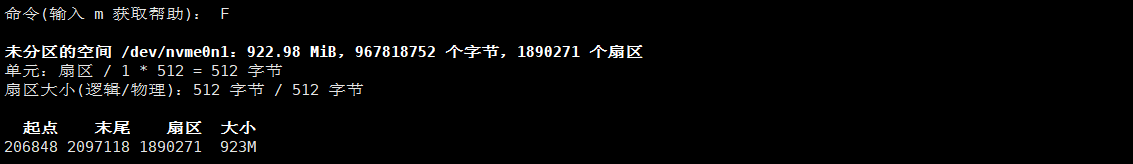 命令(输入 m 获取帮助)： F
未分区的空间 /dev/nvme0n1：922.98 MiB，967818752 个字节，1890271 个扇区
单元：扇区 / 1 * 512 = 512 字节
扇区大小(逻辑/物理)：512 字节 / 512 字节
起点 末尾 扇区 大小
206848 2097118 1890271 923M